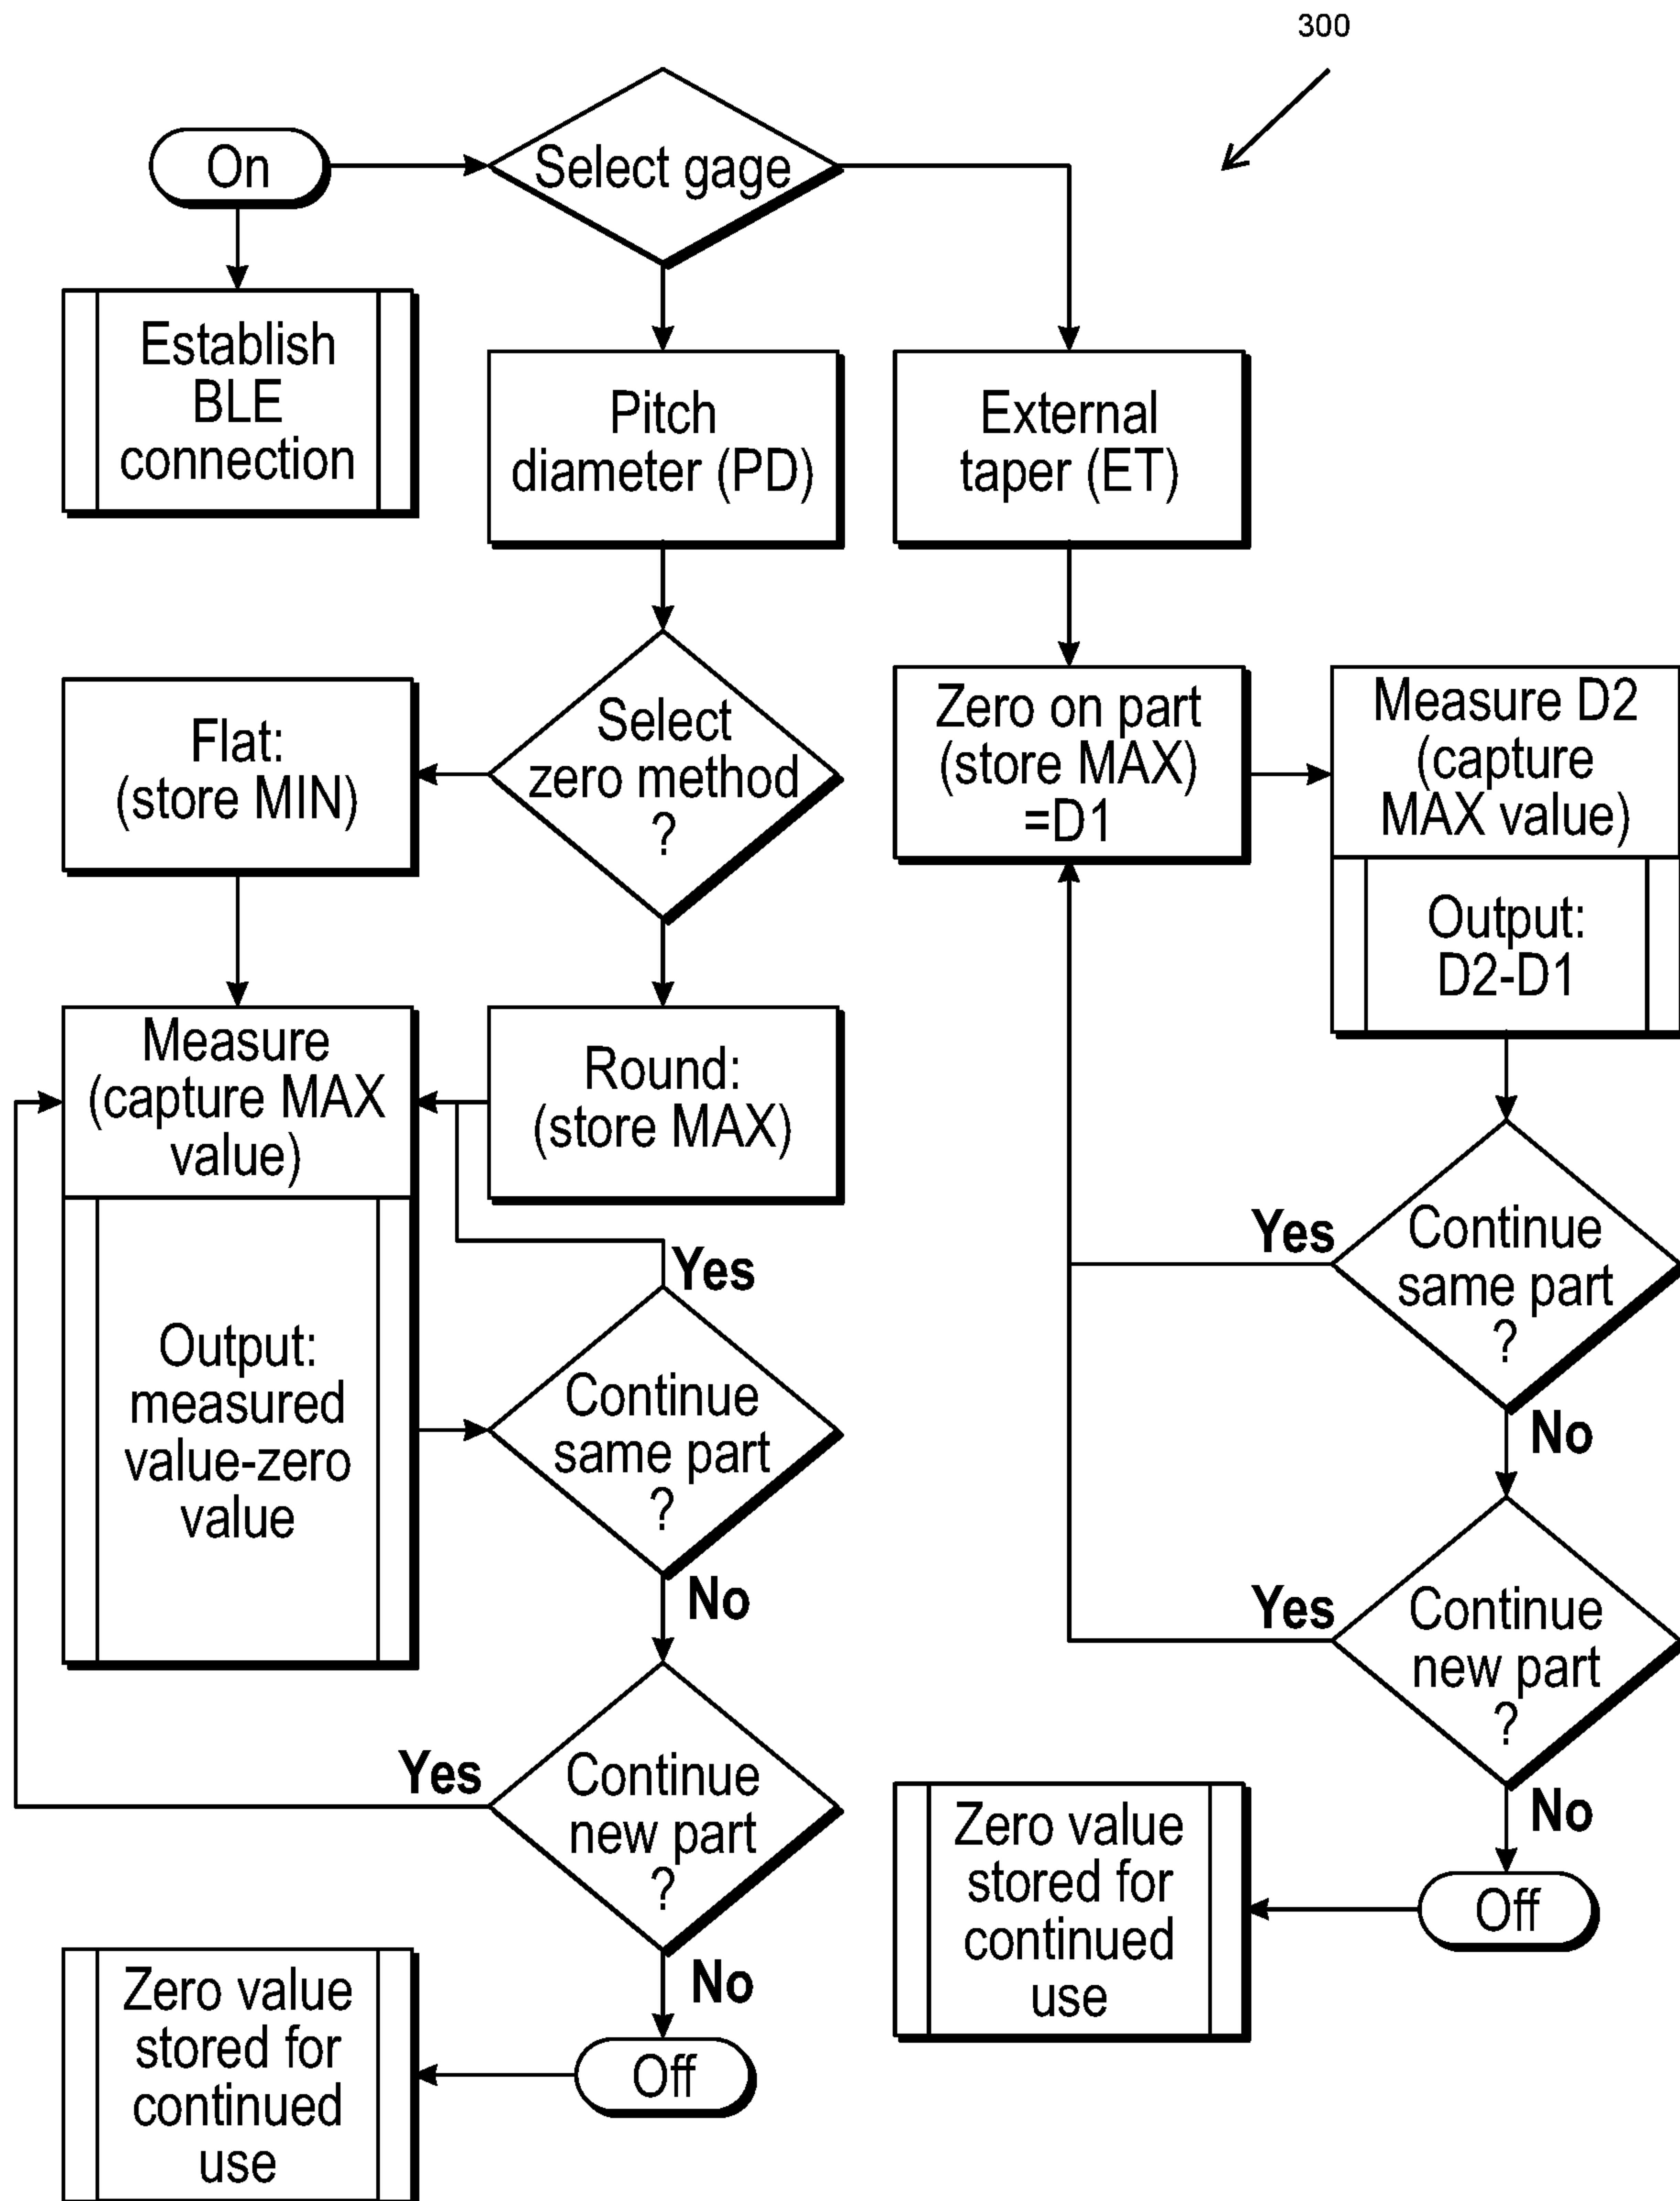 300
On
Select gage
Establish
BLE
connection
Pitch
diameter (PD)
External
taper (ET)
Flat:
(store MIN)
Select
zero method
?
Zero on part
(store MAX)
=D1
Measure D2
(capture
MAX value)
Output:
D2-D1
Measure
(capture MAX
value)
Round:
(store MAX)
Yes
Continue
same part
?
No
Output:
measured
value-zero
value
Yes
Continue
same part
?
No
Yes
Continue
new part
?
No
Yes
Continue
new part
?
No
Zero value
stored for
continued
use
Off
Zero value
stored for
continued
use
Off